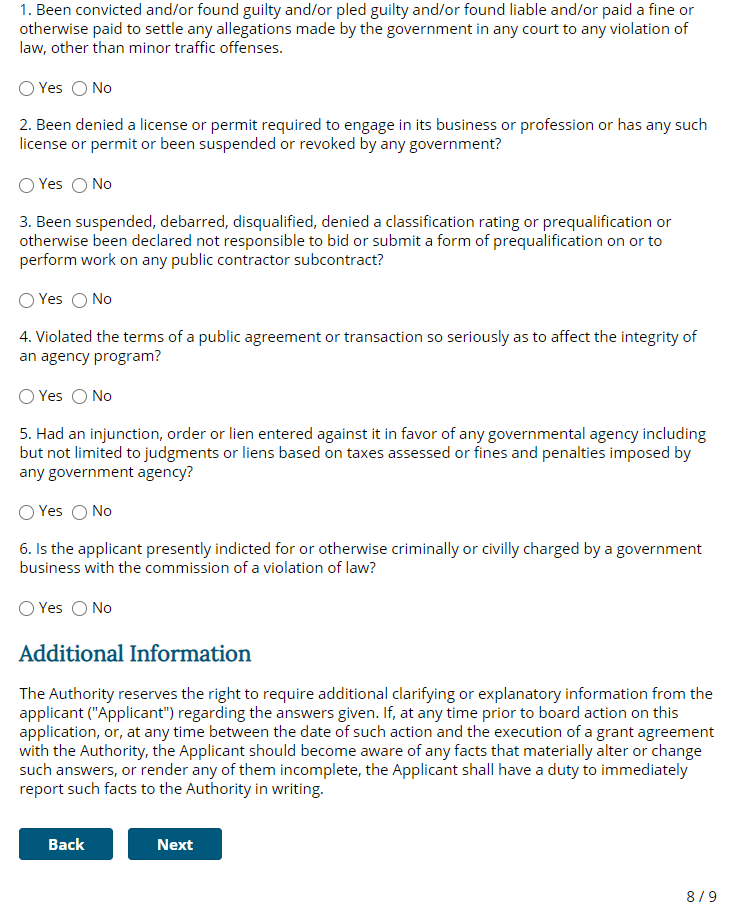 1. Been convicted and/or found guilty and/or pled guilty and/or found liable and/or paid a fine or
otherwise paid to settle any allegations made by the government in any court to any violation of
law, other than minor traffic offenses.
Yes No
2. Been denied a license or permit required to engage in its business or profession or has any such
license or permit or been suspended or revoked by any government?
Yes No
3. Been suspended, debarred, disqualified, denied a classification rating or prequalification or
otherwise been declared not responsible to bid or submit a form of prequalification on or to
perform work on any public contractor subcontract?
Yes No
4. Violated the terms of a public agreement or transaction so seriously as to affect the integrity of
an agency program?
Yes No
5. Had an injunction, order or lien entered against it in favor of any governmental agency including
but not limited to judgments or liens based on taxes assessed or fines and penalties imposed by
any government agency?
Yes No
6. Is the applicant presently indicted for or otherwise criminally or civilly charged by a government
business with the commission of a violation of law?
Yes No
Additional Information
The Authority reserves the right to require additional clarifying or explanatory information from the
applicant ("Applicant") regarding the answers given. If, at any time prior to board action on this
application, or, at any time between the date of such action and the execution of a grant agreement
with the Authority, the Applicant should become aware of any facts that materially alter or change
such answers, or render any of them incomplete, the Applicant shall have a duty to immediately
report such facts to the Authority in writing.
Back Next
8 / 9